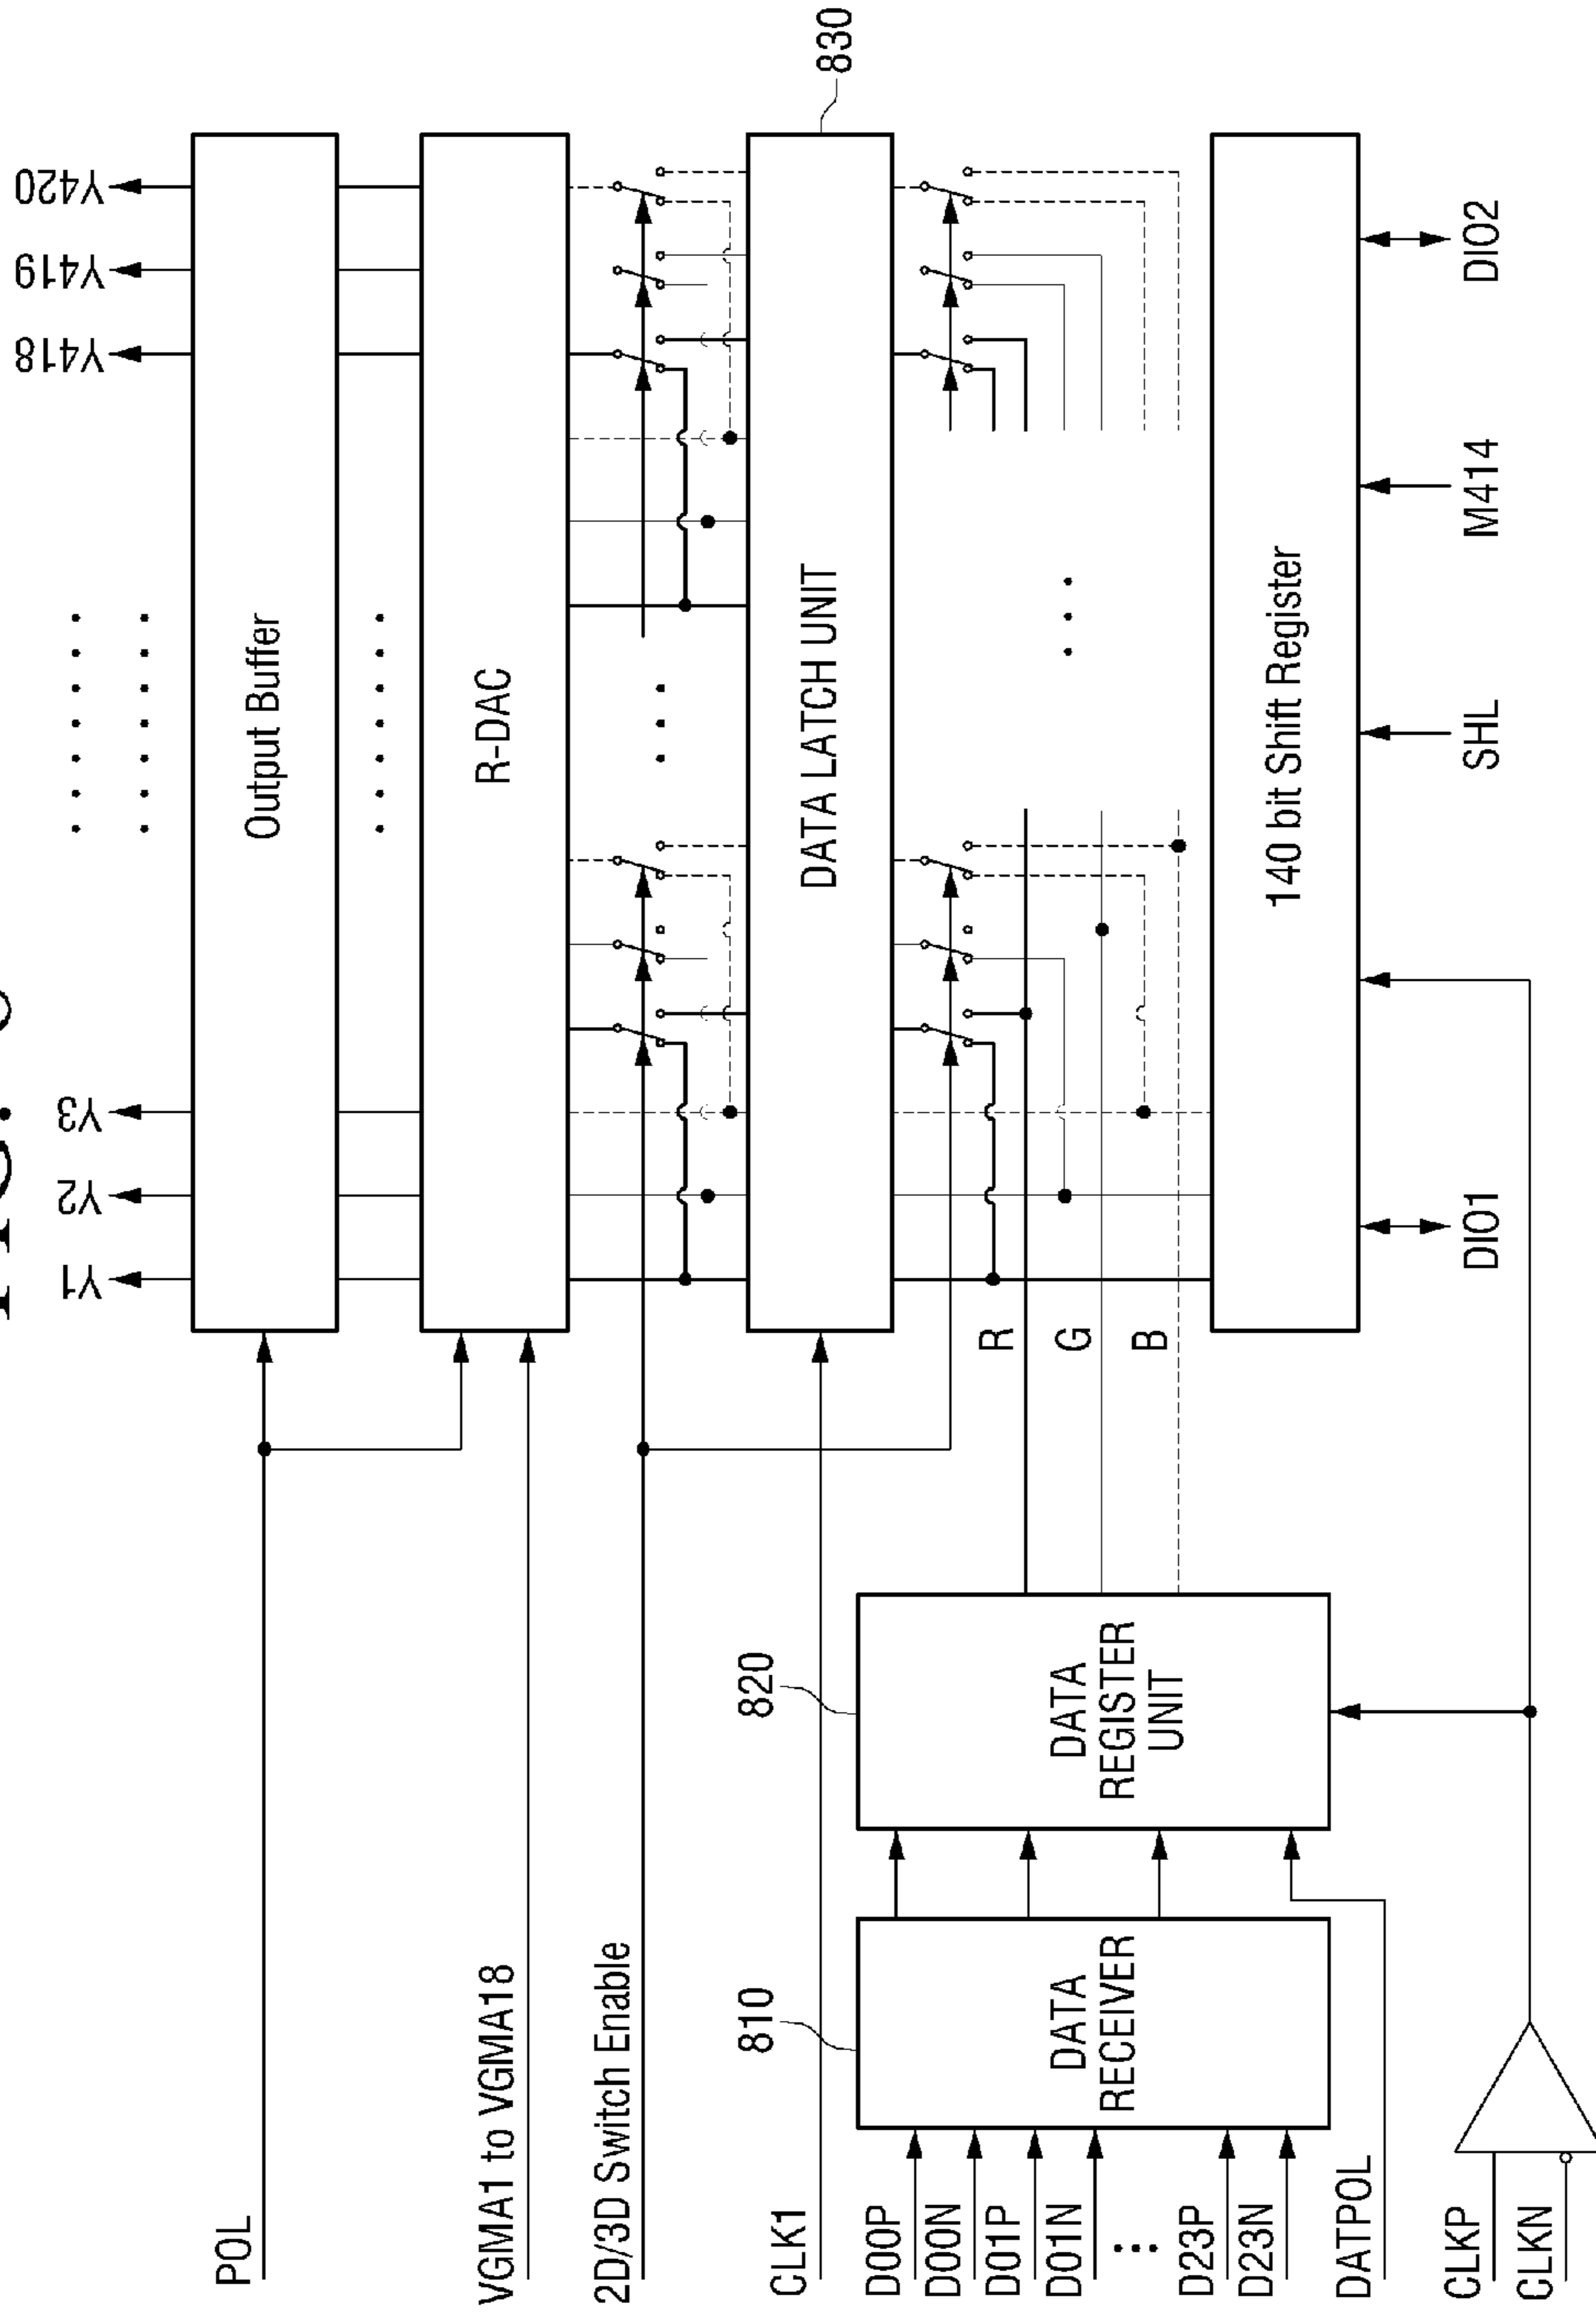 Y1
Y2
Y3
Y418
Y419
Y420
POL
Output Buffer
VGMA1 to VGMA18
R-DAC
2D/3D Switch Enable
CLK1
DATA LATCH UNIT
830
810
820
D00P
D00N
D01P
D01N
D23P
D23N
DATPOL
DATA
RECEIVER
DATA
REGISTER
UNIT
R
G
B
140 bit Shift Register
CLKP
CLKN
DIO1
SHL
M414
DIO2